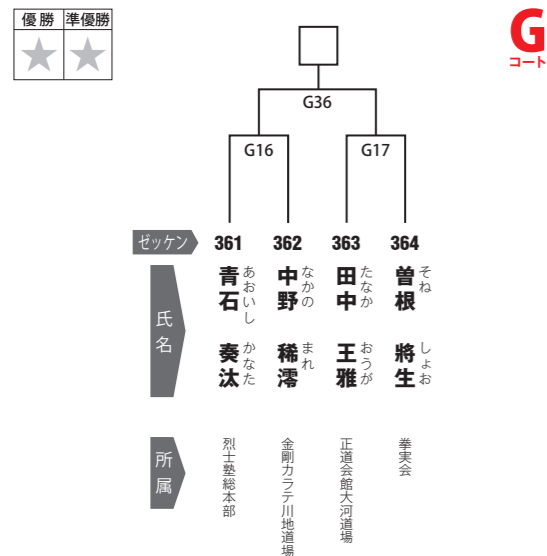 優勝 準優勝
G
コート
G36
G16 G17
ゼッケン 361 362 363 364
氏名
青石 奏汰
あおいし かなた
中野 稀澪
なかの まれ
田中 王雅
たなか おうが
曽根 將生
そね しょお
所属
烈士塾総本部
金剛カラテ川地道場
正道会館大河道場
拳実会